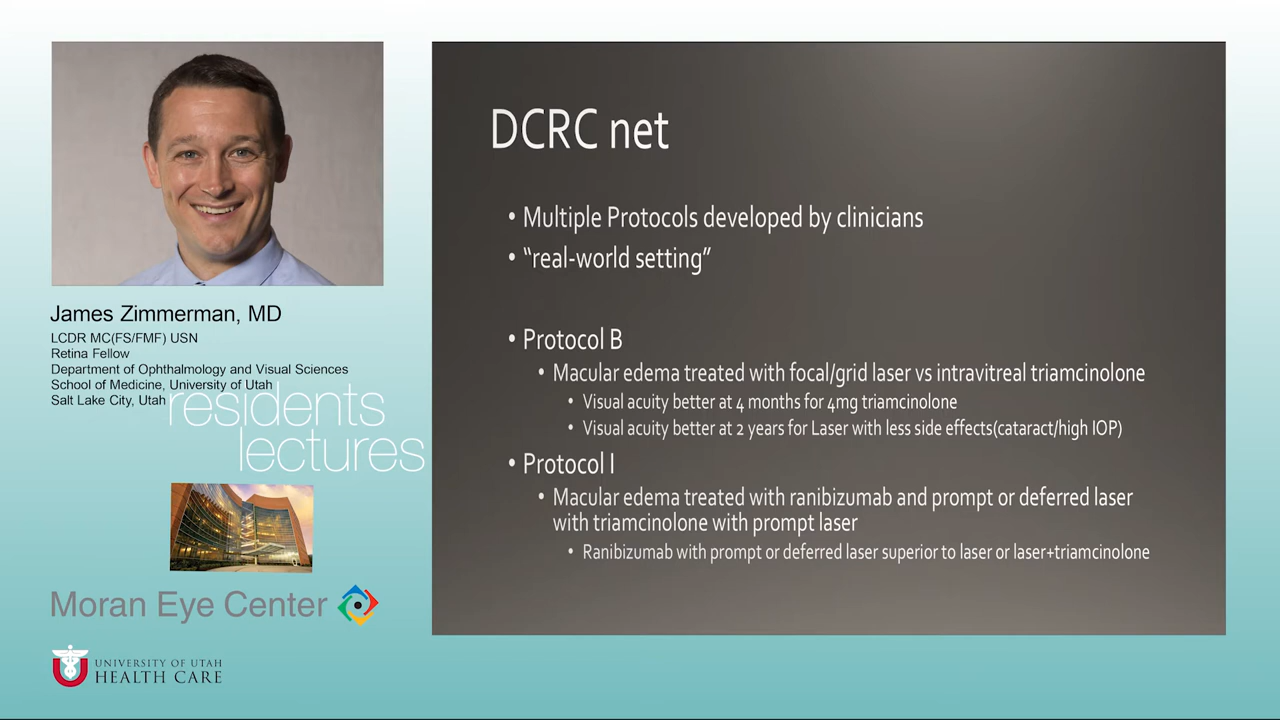 James Zimmerman, MD
LCDR MC(FS/FMF) USN
Retina Fellow
Department of Ophthalmology and Visual Sciences
School of Medicine, University of Utah
Salt Lake City, Utah
residents
lectures
Moran Eye Center
UNIVERSITY OF UTAH
HEALTH CARE
DCRC net
• Multiple Protocols developed by clinicians
• “real-world setting”
• Protocol B
• Macular edema treated with focal/grid laser vs intravitreal triamcinolone
• Visual acuity better at 4 months for 4mg triamcinolone
• Visual acuity better at 2 years for Laser with less side effects(cataract/high IOP)
• Protocol I
• Macular edema treated with ranibizumab and prompt or deferred laser
with triamcinolone with prompt laser
• Ranibizumab with prompt or deferred laser superior to laser or laser+triamcinolone